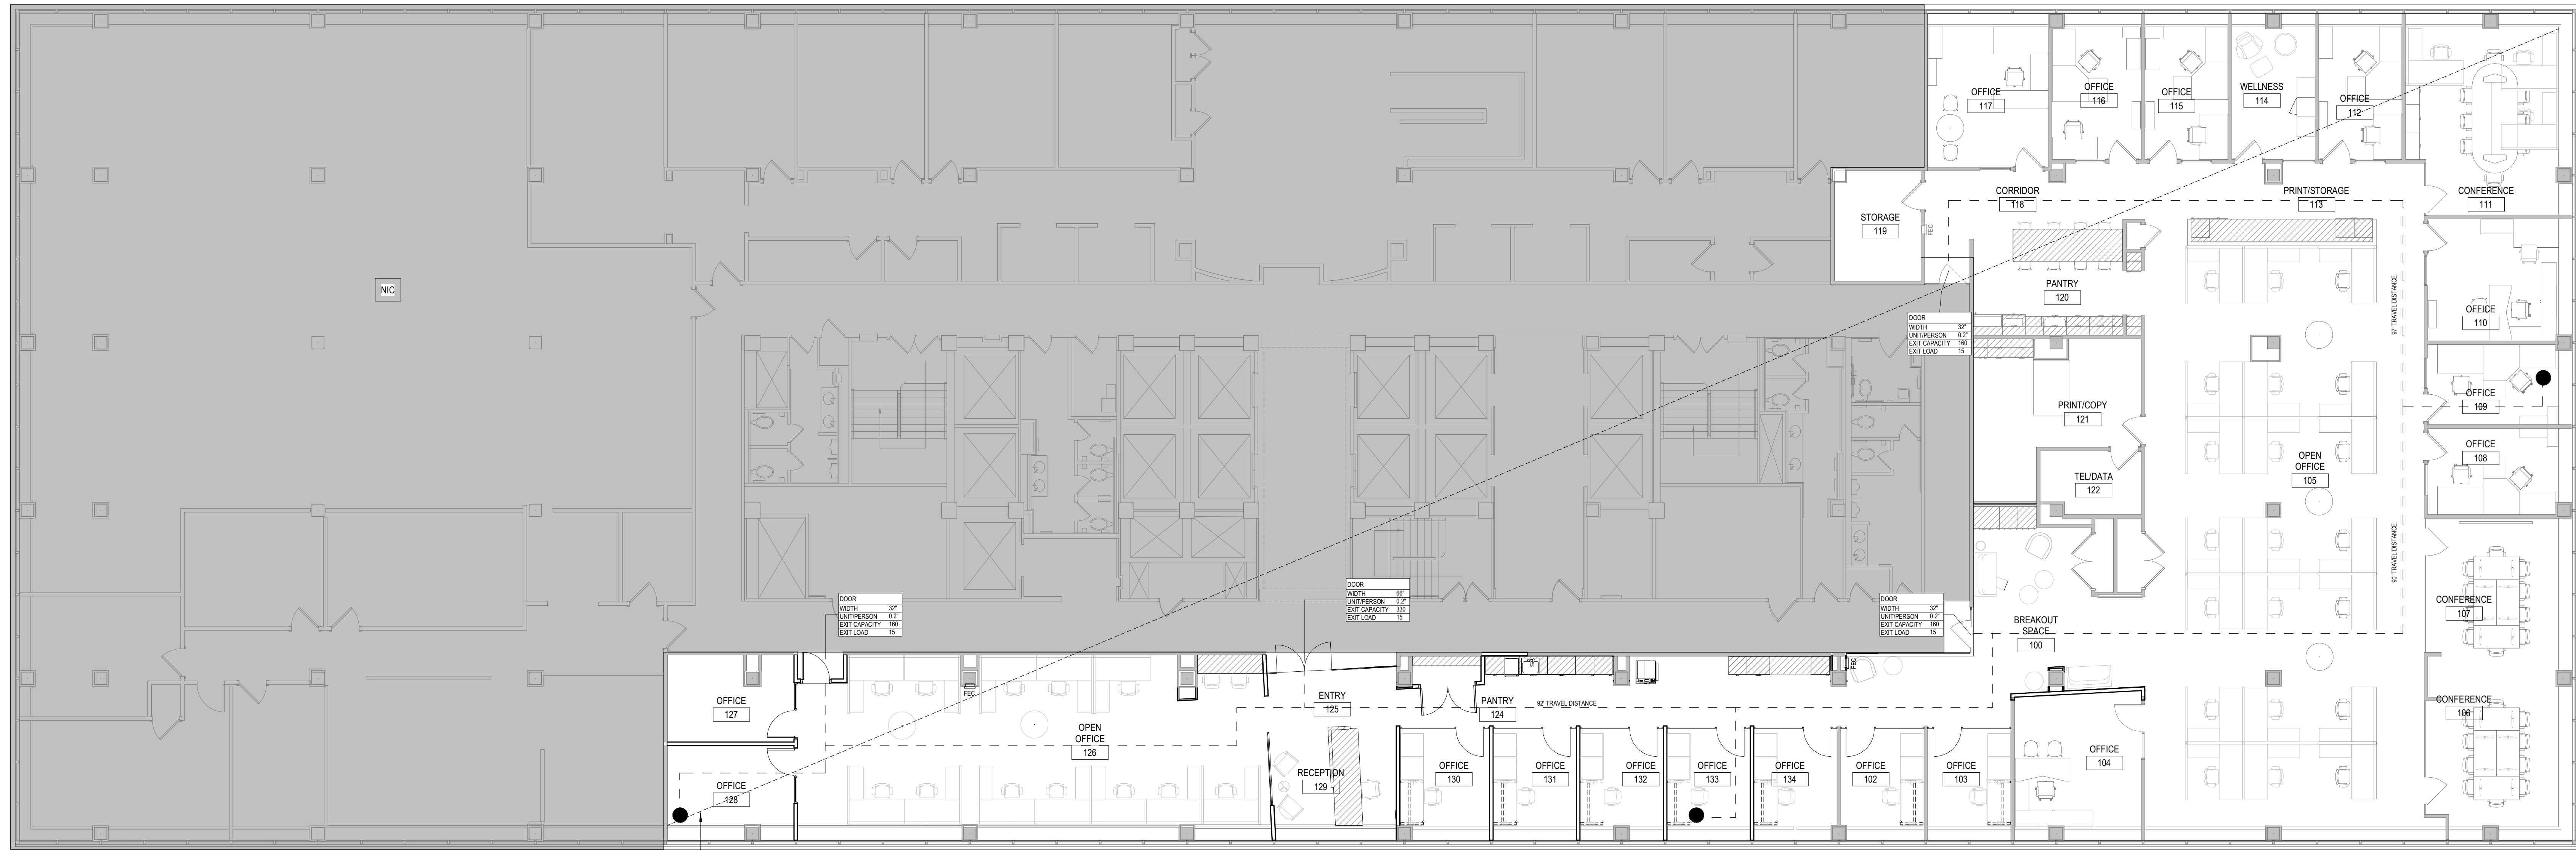 OFFICE
117
OFFICE
116
OFFICE
115
WELLNESS
114
OFFICE
112
CORRIDOR
118
PRINT/STORAGE
113
CONFERENCE
111
STORAGE
119
FEC
NIC
PANTRY
120
97' TRAVEL DISTANCE
OFFICE
110
DOOR
WIDTH 32"
UNIT/PERSON 0.2"
EXIT CAPACITY 160
EXIT LOAD 15
PRINT/COPY
121
OFFICE
109
OFFICE
108
OPEN
OFFICE
105
TEL/DATA
122
90' TRAVEL DISTANCE
DOOR
WIDTH 32"
UNIT/PERSON 0.2"
EXIT CAPACITY 160
EXIT LOAD 15
DOOR
WIDTH 66"
UNIT/PERSON 0.2"
EXIT CAPACITY 330
EXIT LOAD 15
DOOR
WIDTH 32"
UNIT/PERSON 0.2"
EXIT CAPACITY 160
EXIT LOAD 15
BREAKOUT
SPACE
100
CONFERENCE
107
FEC
OFFICE
127
FEC
ENTRY
125
PANTRY
124
92' TRAVEL DISTANCE
CONFERENCE
106
OPEN
OFFICE
126
OFFICE
128
RECEPTION
129
OFFICE
130
OFFICE
131
OFFICE
132
OFFICE
133
OFFICE
134
OFFICE
102
OFFICE
103
OFFICE
104